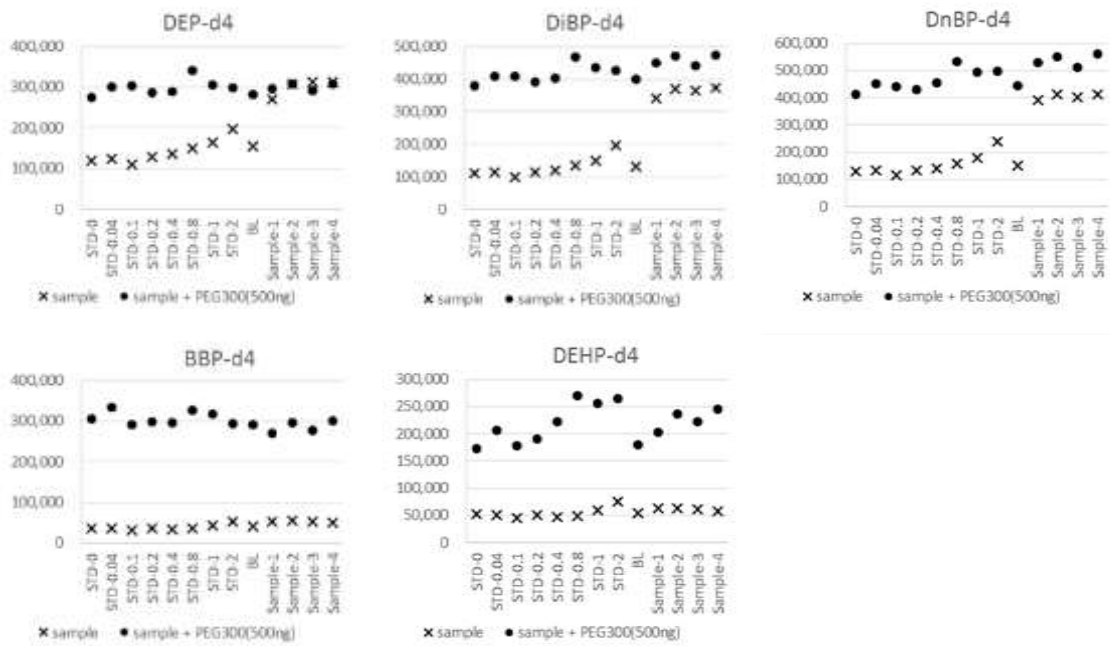 DEP-d4
400,000
300,000
200,000
100,000
0
STD-0
STD-0.04
STD-0.1
STD-0.2
STD-0.4
STD-0.8
STD-1
STD-2
BL
Sample-1
Sample-2
Sample-3
Sample-4
× sample ● sample + PEG300(500ng)
DiBP-d4
500,000
400,000
300,000
200,000
100,000
0
STD-0
STD-0.04
STD-0.1
STD-0.2
STD-0.4
STD-0.8
STD-1
STD-2
BL
Sample-1
Sample-2
Sample-3
Sample-4
× sample ● sample + PEG300(500ng)
DnBP-d4
600,000
500,000
400,000
300,000
200,000
100,000
0
STD-0
STD-0.04
STD-0.1
STD-0.2
STD-0.4
STD-0.8
STD-1
STD-2
BL
Sample-1
Sample-2
Sample-3
Sample-4
× sample ● sample + PEG300(500ng)
BBP-d4
400,000
300,000
200,000
100,000
0
STD-0
STD-0.04
STD-0.1
STD-0.2
STD-0.4
STD-0.8
STD-1
STD-2
BL
Sample-1
Sample-2
Sample-3
Sample-4
× sample ● sample + PEG300(500ng)
DEHP-d4
300,000
250,000
200,000
150,000
100,000
50,000
0
STD-0
STD-0.04
STD-0.1
STD-0.2
STD-0.4
STD-0.8
STD-1
STD-2
BL
Sample-1
Sample-2
Sample-3
Sample-4
× sample ● sample + PEG300(500ng)